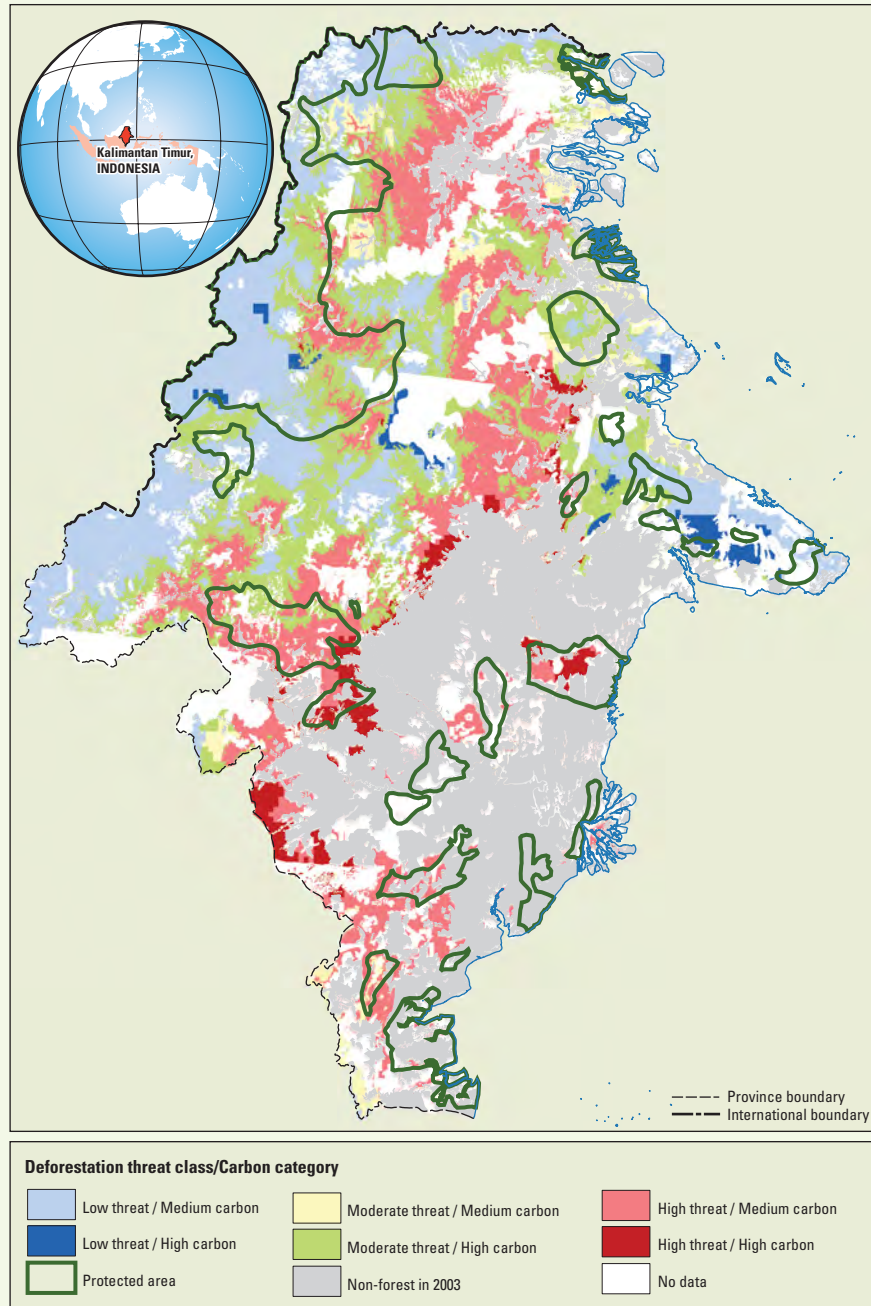 Kalimantan Timur,
INDONESIA
Province boundary
International boundary
Deforestation threat class/Carbon category
Low threat / Medium carbon
Moderate threat / Medium carbon
High threat / Medium carbon
Low threat / High carbon
Moderate threat / High carbon
High threat / High carbon
Protected area
Non-forest in 2003
No data